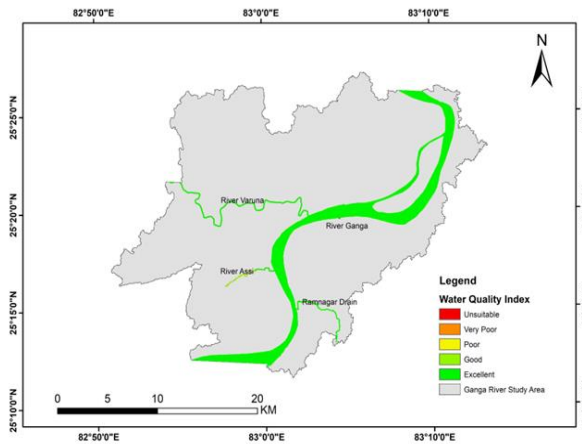 82°50'0"E 83°0'0"E 83°10'0"E
N
25°25'0"N
25°20'0"N
25°15'0"N
25°10'0"N
River Varuna
River Ganga
River Assi
Ramnagar Drain
Legend
Water Quality Index
Unsuitable
Very Poor
Poor
Good
Excellent
Ganga River Study Area
0 5 10 20
KM
82°50'0"E 83°0'0"E 83°10'0"E